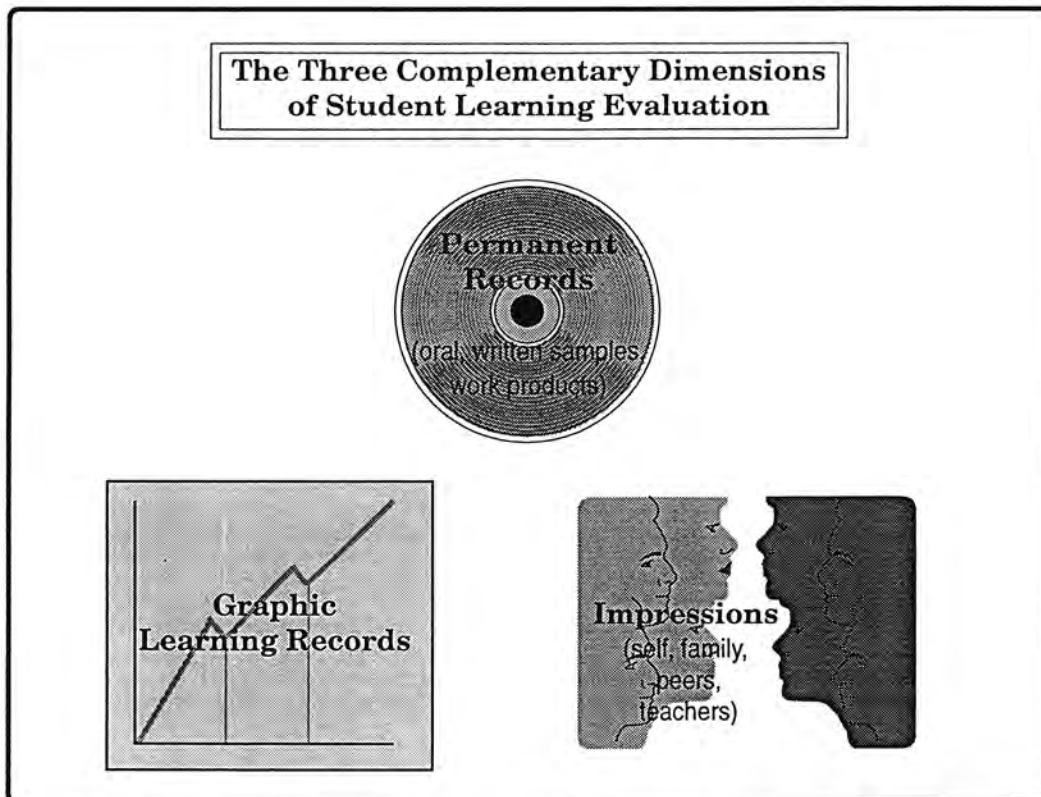 The Three Complementary Dimensions
of Student Learning Evaluation
Permanent
Records
(oral, written samples,
work products)
Graphic
Learning Records
Impressions
(self, family,
peers,
teachers)